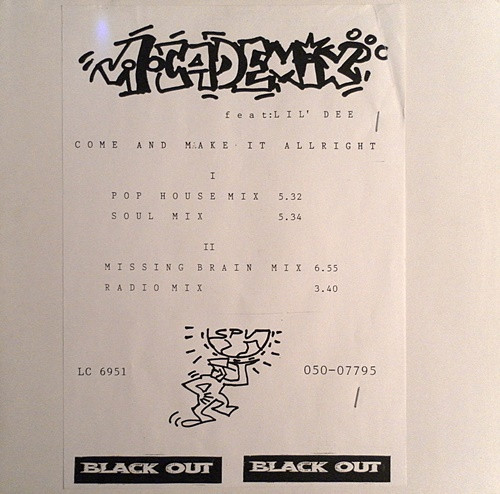 ACADEMIX
feat: LIL' DEE
COME AND MAKE IT ALLRIGHT
I
POP HOUSE MIX 5.32
SOUL MIX 5.34
II
MISSING BRAIN MIX 6.55
RADIO MIX 3.40
SPV
LC 6951 050-07795
BLACK OUT BLACK OUT